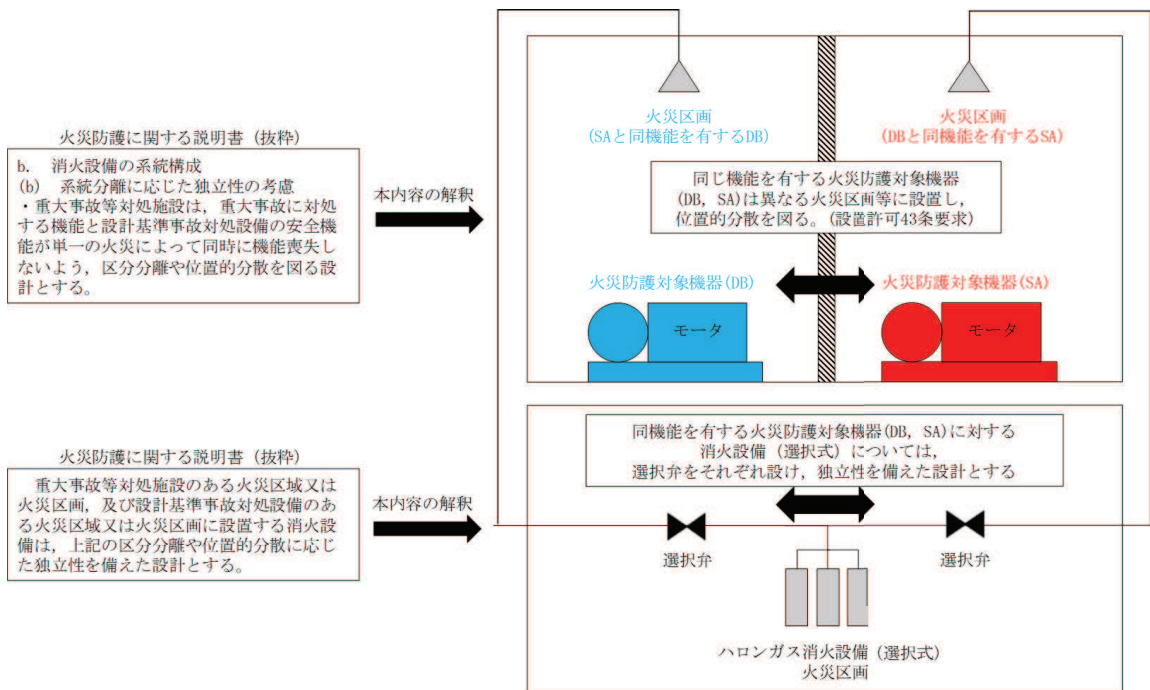 火災防護に関する説明書（抜粋）
b. 消火設備の系統構成
(b) 系統分離に応じた独立性の考慮
・重大事故等対処施設は，重大事故に対処
する機能と設計基準事故対処設備の安全機
能が単一の火災によって同時に機能喪失し
ないよう，区分分離や位置的分散を図る設
計とする。
本内容の解釈
火災区画
(SAと同機能を有するDB)
火災区画
(DBと同機能を有するSA)
同じ機能を有する火災防護対象機器
(DB, SA)は異なる火災区画等に設置し，
位置的分散を図る。(設置許可43条要求)
火災防護対象機器(DB)
火災防護対象機器(SA)
モータ
モータ
火災防護に関する説明書（抜粋）
重大事故等対処施設のある火災区域又は
火災区画，及び設計基準事故対処設備のあ
る火災区域又は火災区画に設置する消火設
備は，上記の区分分離や位置的分散に応じ
た独立性を備えた設計とする。
本内容の解釈
同機能を有する火災防護対象機器(DB, SA)に対する
消火設備（選択式）については，
選択弁をそれぞれ設け，独立性を備えた設計とする
選択弁
選択弁
ハロンガス消火設備（選択式）
火災区画